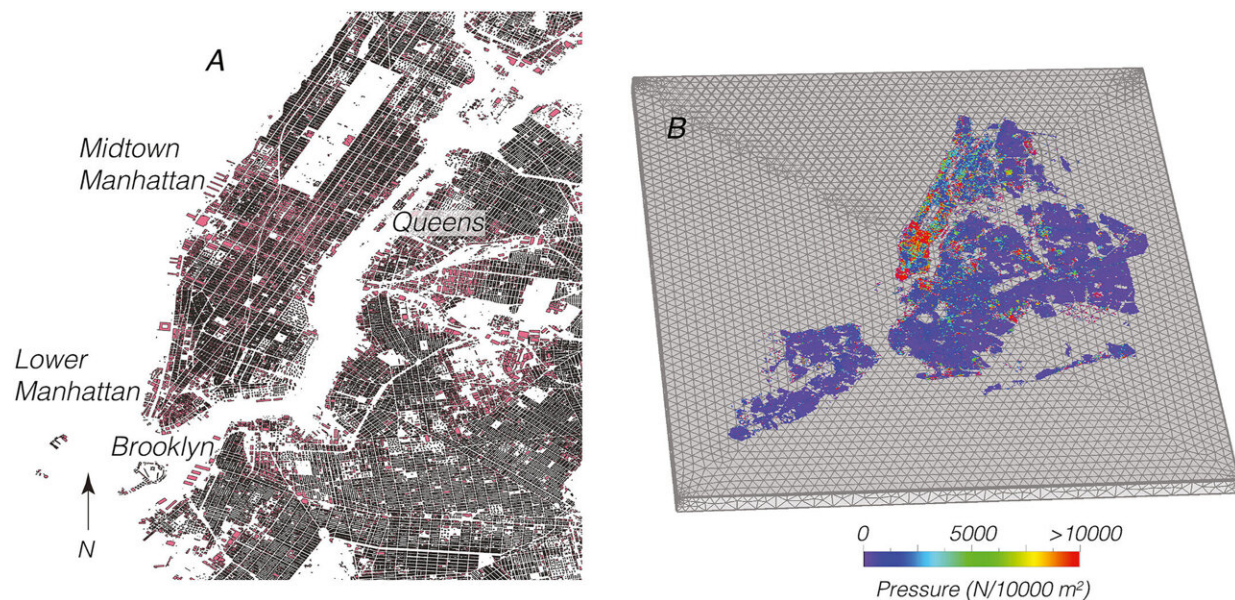 A
Midtown
Manhattan
Queens
Lower
Manhattan
Brooklyn
N
B
0 5000 >10000
Pressure (N/10000 m²)